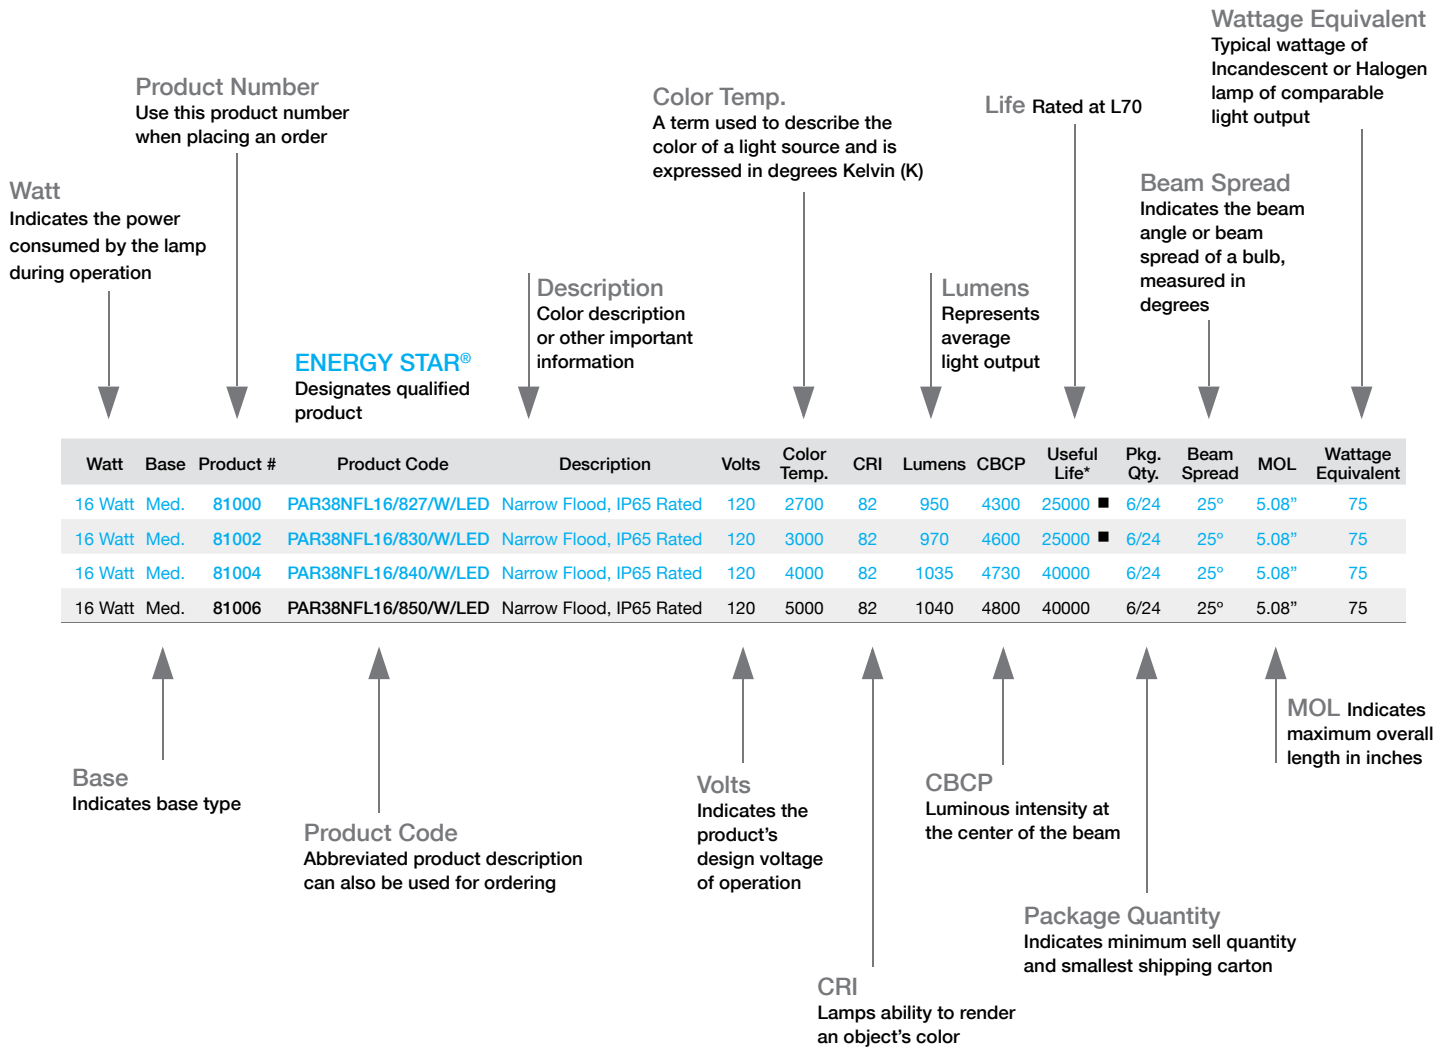 Wattage Equivalent
Typical wattage of
Incandescent or Halogen
lamp of comparable
light output
Product Number
Use this product number
when placing an order
Color Temp.
A term used to describe the
color of a light source and is
expressed in degrees Kelvin (K)
Life Rated at L70
Watt
Indicates the power
consumed by the lamp
during operation
Beam Spread
Indicates the beam
angle or beam
spread of a bulb,
measured in
degrees
Description
Color description
or other important
information
Lumens
Represents
average
light output
ENERGY STAR®
Designates qualified
product
Watt Base Product # Product Code Description Volts Color Temp. CRI Lumens CBCP Useful Life* Pkg. Qty. Beam Spread MOL Wattage Equivalent
16 Watt Med. 81000 PAR38NFL16/827/W/LED Narrow Flood, IP65 Rated 120 2700 82 950 4300 25000 ■ 6/24 25º 5.08” 75
16 Watt Med. 81002 PAR38NFL16/830/W/LED Narrow Flood, IP65 Rated 120 3000 82 970 4600 25000 ■ 6/24 25º 5.08” 75
16 Watt Med. 81004 PAR38NFL16/840/W/LED Narrow Flood, IP65 Rated 120 4000 82 1035 4730 40000 6/24 25º 5.08” 75
16 Watt Med. 81006 PAR38NFL16/850/W/LED Narrow Flood, IP65 Rated 120 5000 82 1040 4800 40000 6/24 25º 5.08” 75
MOL Indicates
maximum overall
length in inches
Base
Indicates base type
Product Code
Abbreviated product description
can also be used for ordering
Volts
Indicates the
product’s
design voltage
of operation
CBCP
Luminous intensity at
the center of the beam
Package Quantity
Indicates minimum sell quantity
and smallest shipping carton
CRI
Lamps ability to render
an object’s color